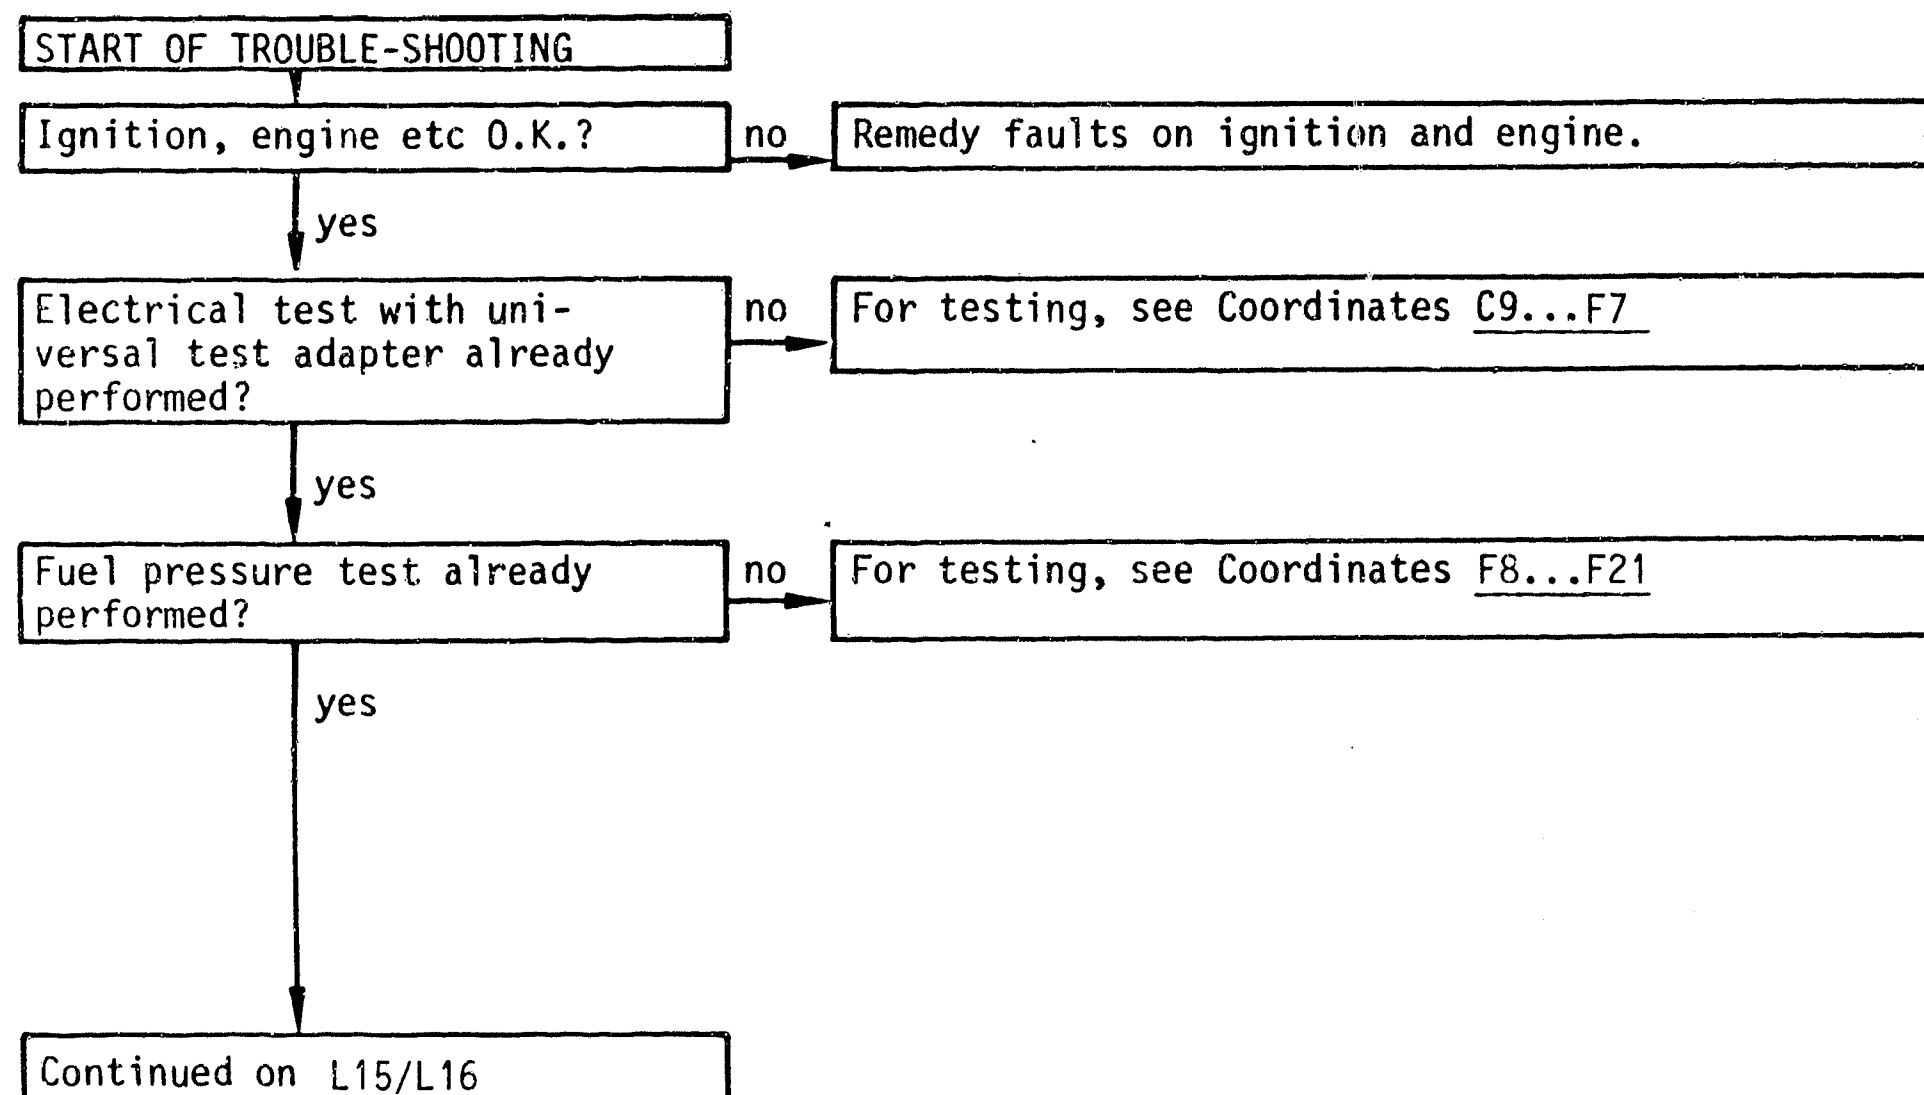 START OF TROUBLE-SHOOTING
Ignition, engine etc O.K.?
no
Remedy faults on ignition and engine.
yes
Electrical test with uni-
versal test adapter already
performed?
no
For testing, see Coordinates C9...F7
yes
Fuel pressure test already
performed?
no
For testing, see Coordinates F8...F21
yes
Continued on L15/L16